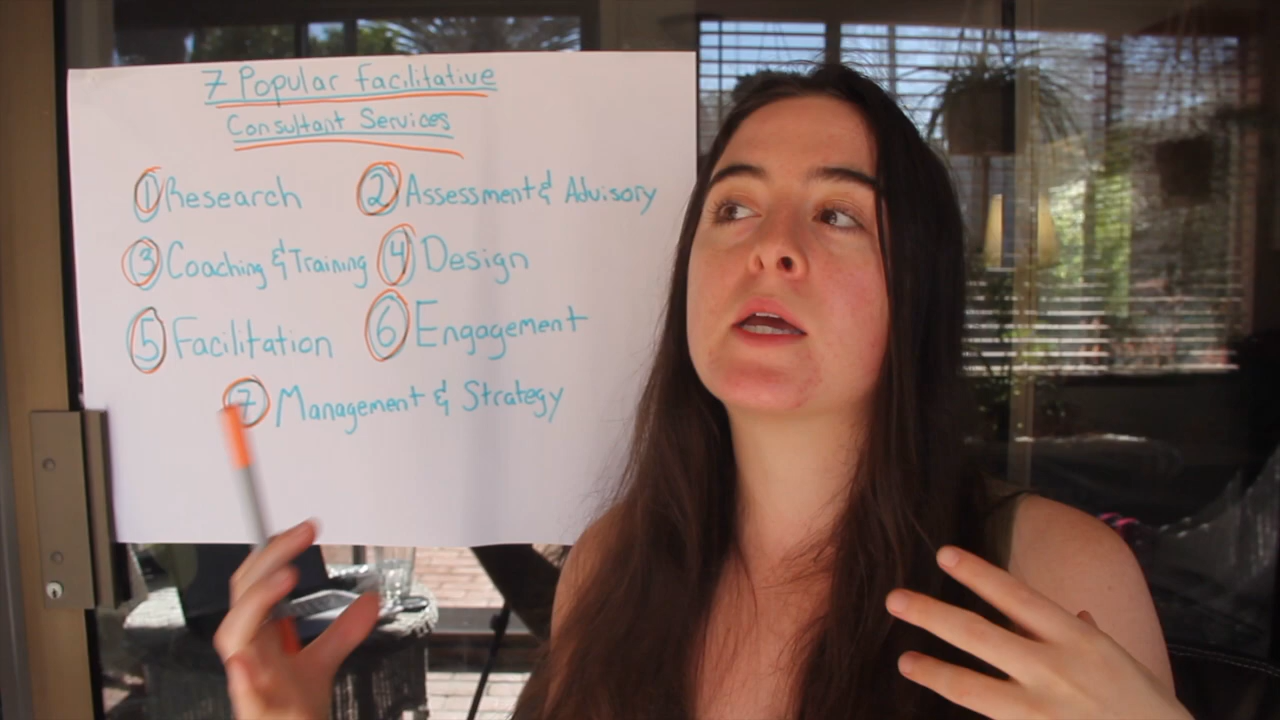 7 Popular Facilitative
Consultant Services
① Research ② Assessment & Advisory
③ Coaching & Training ④ Design
⑤ Facilitation ⑥ Engagement
⑦ Management & Strategy